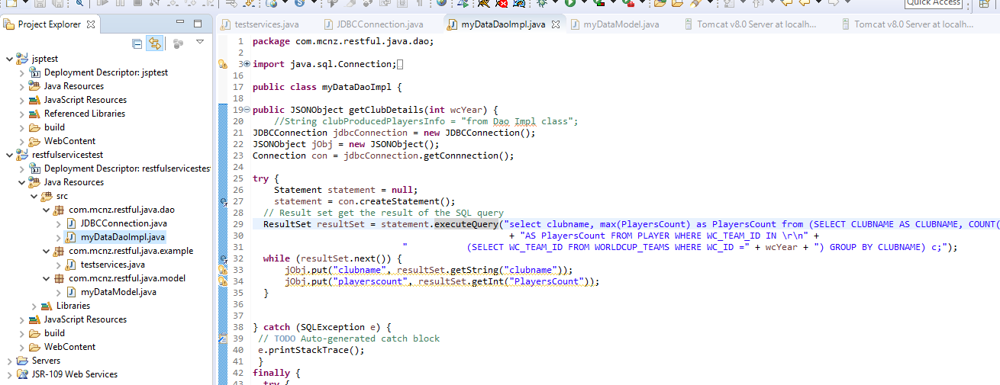 Quick Access
Project Explorer
jsptest
Deployment Descriptor: jsptest
Java Resources
JavaScript Resources
Referenced Libraries
build
WebContent
restfulservicestest
Deployment Descriptor: restfulservicestes
Java Resources
src
com.mcnz.restful.java.dao
JDBCConnection.java
myDataDaoImpl.java
com.mcnz.restful.java.example
testservices.java
com.mcnz.restful.java.model
myDataModel.java
Libraries
JavaScript Resources
build
WebContent
Servers
JSR-109 Web Services
testservices.java JDBCConnection.java myDataDaoImpl.java myDataModel.java Tomcat v8.0 Server at localh... Tomcat v8.0 Server at localh...
1 package com.mcnz.restful.java.dao;
2
3 import java.sql.Connection;
16
17 public class myDataDaoImpl {
18
19 public JSONObject getClubDetails(int wcYear) {
20 //String clubProducedPlayersInfo = "from Dao Impl class";
21 JDBCConnection jdbcConnection = new JDBCConnection();
22 JSONObject jObj = new JSONObject();
23 Connection con = jdbcConnection.getConnnection();
24
25 try {
26 Statement statement = null;
27 statement = con.createStatement();
28 // Result set get the result of the SQL query
29 ResultSet resultSet = statement.executeQuery("select clubname, max(PlayersCount) as PlayersCount from (SELECT CLUBNAME AS CLUBNAME, COUNT(
30 + "AS PlayersCount FROM PLAYER WHERE WC_TEAM_ID IN \r\n" +
31 " (SELECT WC_TEAM_ID FROM WORLDCUP_TEAMS WHERE WC_ID =" + wcYear + ") GROUP BY CLUBNAME) c;");
32 while (resultSet.next()) {
33 jObj.put("clubname", resultSet.getString("clubname"));
34 jObj.put("playerscount", resultSet.getInt("PlayersCount"));
35 }
36
37
38 } catch (SQLException e) {
39 // TODO Auto-generated catch block
40 e.printStackTrace();
41 }
42 finally {
43 try {